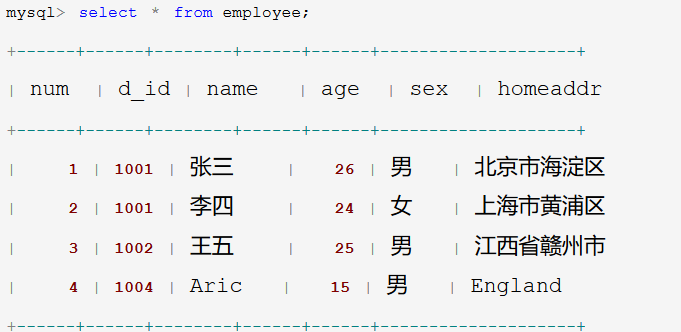 mysql> select * from employee;
+------+------+--------+------+------+--------------------+
| num | d_id | name | age | sex | homeaddr
+------+------+--------+------+------+--------------------+
| 1 | 1001 | 张三 | 26 | 男 | 北京市海淀区
| 2 | 1001 | 李四 | 24 | 女 | 上海市黄浦区
| 3 | 1002 | 王五 | 25 | 男 | 江西省赣州市
| 4 | 1004 | Aric | 15 | 男 | England
+------+------+--------+------+------+--------------------+